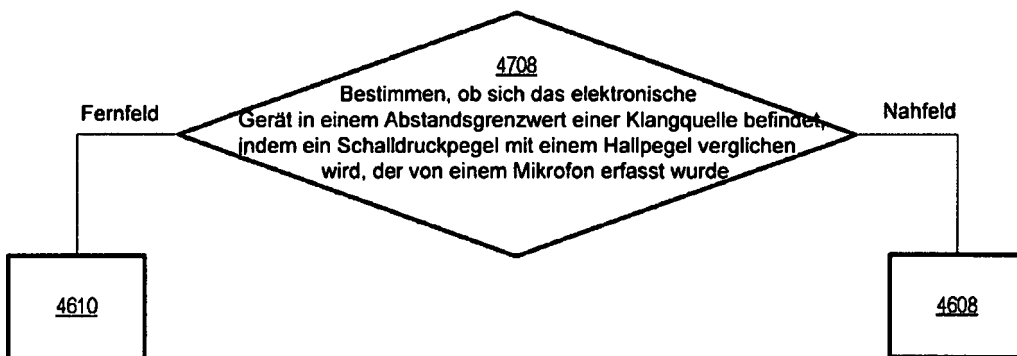 4708
Bestimmen, ob sich das elektronische
Fernfeld
Nahfeld
Gerät in einem Abstandsgrenzwert einer Klangquelle befindet,
indem ein Schalldruckpegel mit einem Hallpegel verglichen
wird, der von einem Mikrofon erfasst wurde
4610
4608